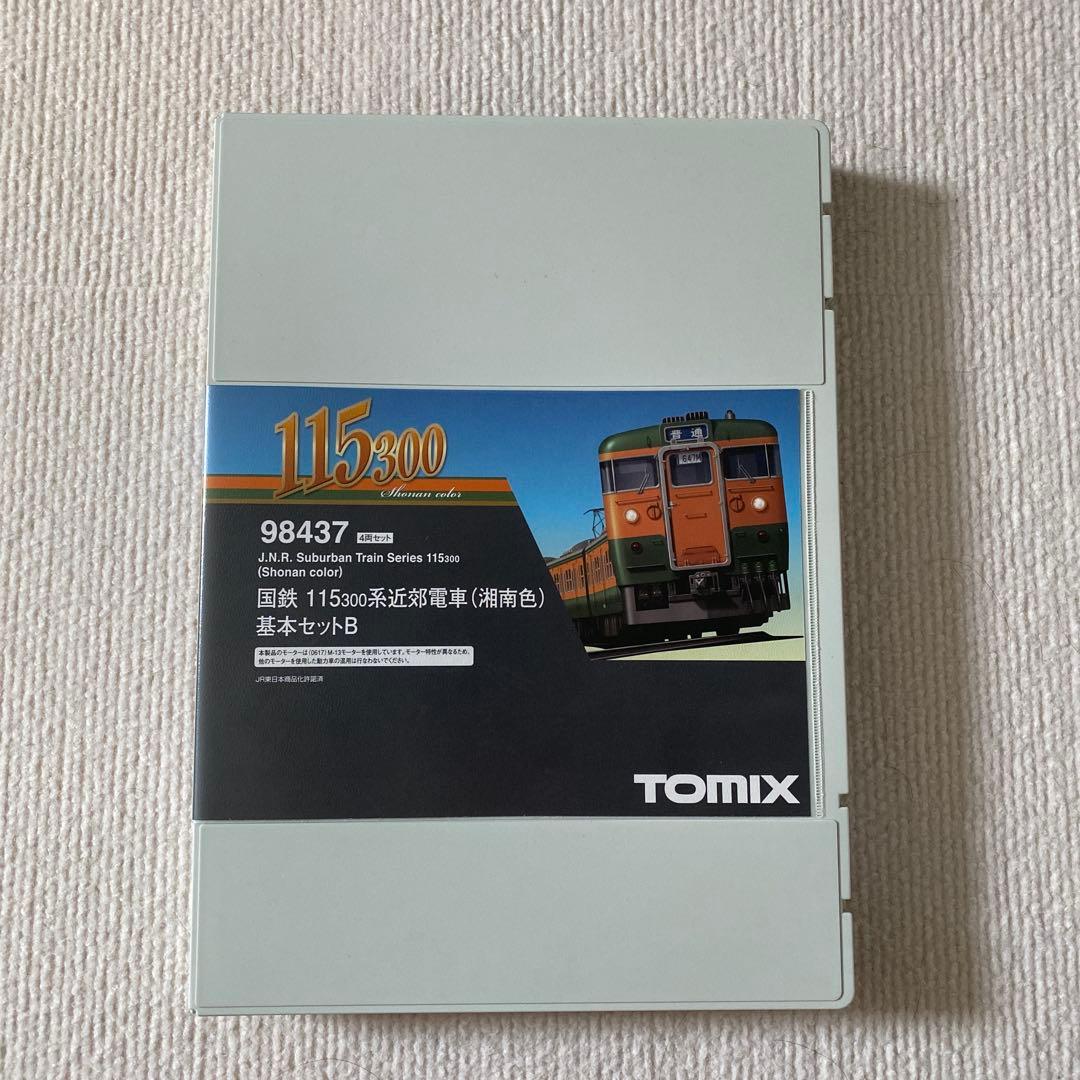 115300
Shonan color
普通
647M
98437 4両セット
J.N.R. Suburban Train Series 115300
(Shonan color)
国鉄 115300系近郊電車(湘南色)
基本セットB
本製品のモーターは(0617)M-13モーターを使用しています。モーター特性が異なるため、
他のモーターを使用した動力車の混用は行なわないでください。
JR東日本商品化許諾済
TOMIX